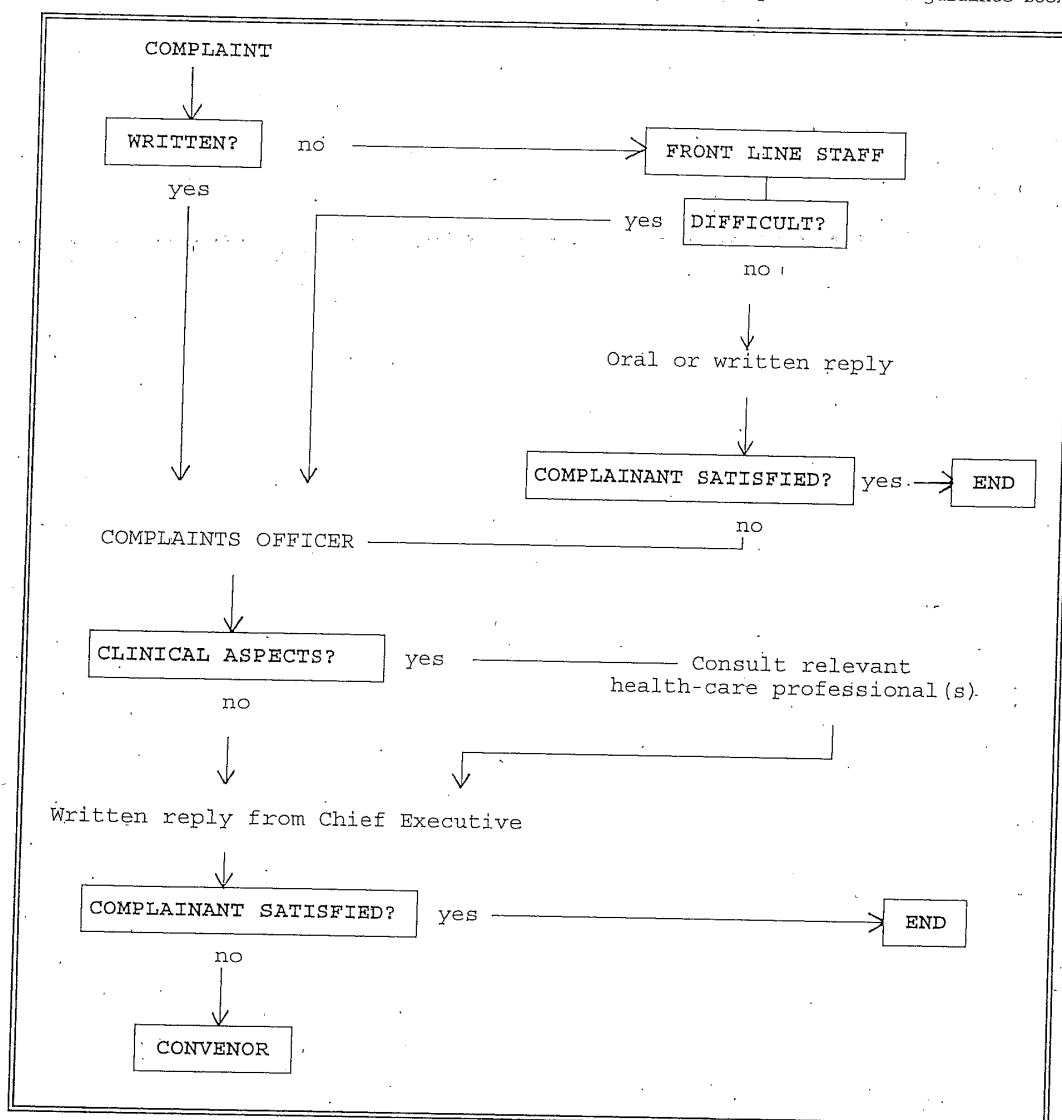 COMPLAINT
WRITTEN? no FRONT LINE STAFF
yes
yes DIFFICULT?
no
Oral or written reply
COMPLAINANT SATISFIED? yes END
no
COMPLAINTS OFFICER
CLINICAL ASPECTS? yes Consult relevant
health-care professional(s)
no
Written reply from Chief Executive
COMPLAINANT SATISFIED? yes END
no
CONVENOR